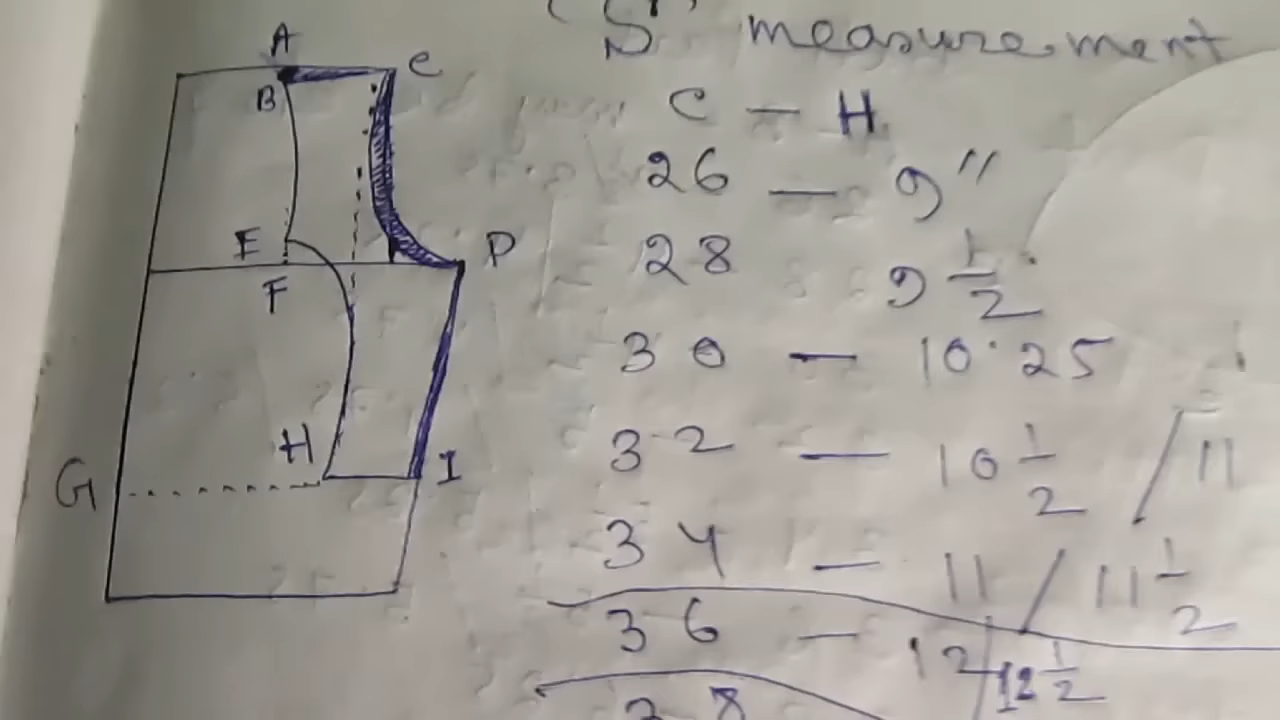 "S" measurement
A
C
B
C – H
26 – 9"
E
P
28 9 1/2
F
30 – 10.25
H
I
32 – 10 1/2 / 11
G
34 – 11 / 11 1/2
36 – 12 / 12 1/2
38